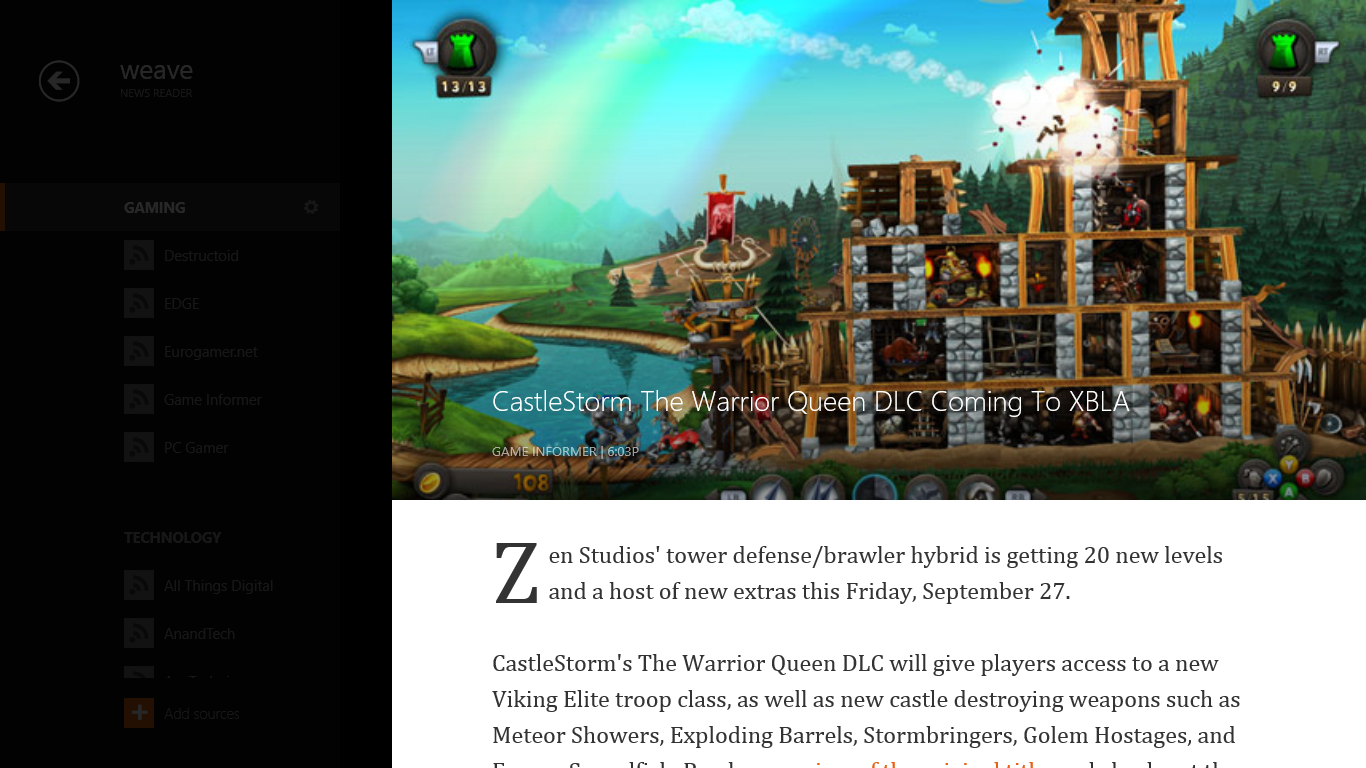 weave
NEWS READER
GAMING
Destructoid
EDGE
Eurogamer.net
Game Informer
PC Gamer
TECHNOLOGY
All Things Digital
AnandTech
Add sources
LT
13/13
RT
9/9
CastleStorm The Warrior Queen DLC Coming To XBLA
GAME INFORMER | 6:03P
108
Y
X
B
A
5/15
Zen Studios' tower defense/brawler hybrid is getting 20 new levels
and a host of new extras this Friday, September 27.
CastleStorm's The Warrior Queen DLC will give players access to a new
Viking Elite troop class, as well as new castle destroying weapons such as
Meteor Showers, Exploding Barrels, Stormbringers, Golem Hostages, and